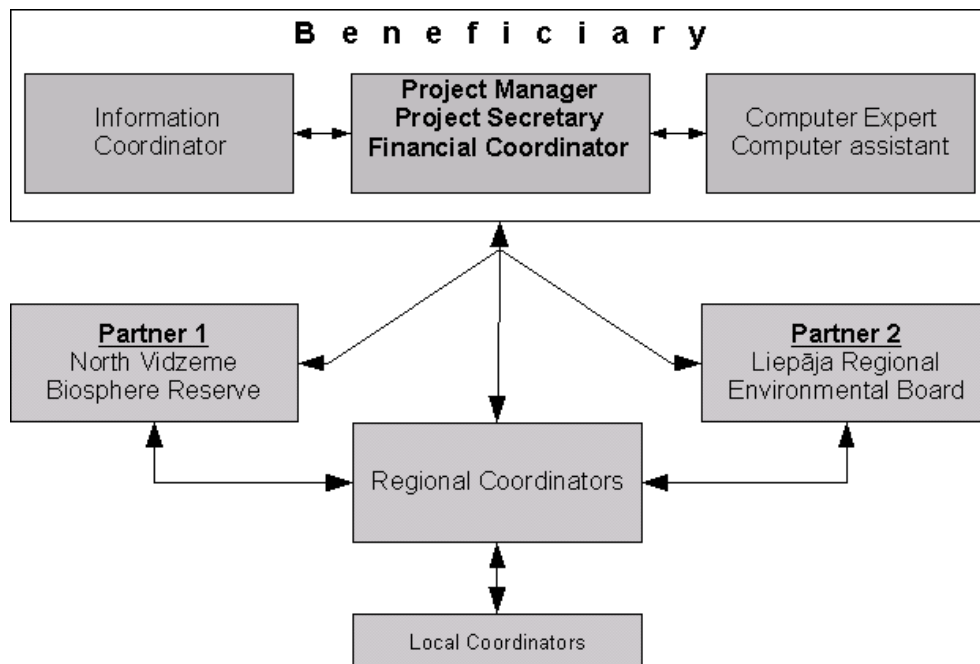 Beneficiary
Information
Coordinator
Project Manager
Project Secretary
Financial Coordinator
Computer Expert
Computer assistant
Partner 1
North Vidzeme
Biosphere Reserve
Partner 2
Liepāja Regional
Environmental Board
Regional Coordinators
Local Coordinators